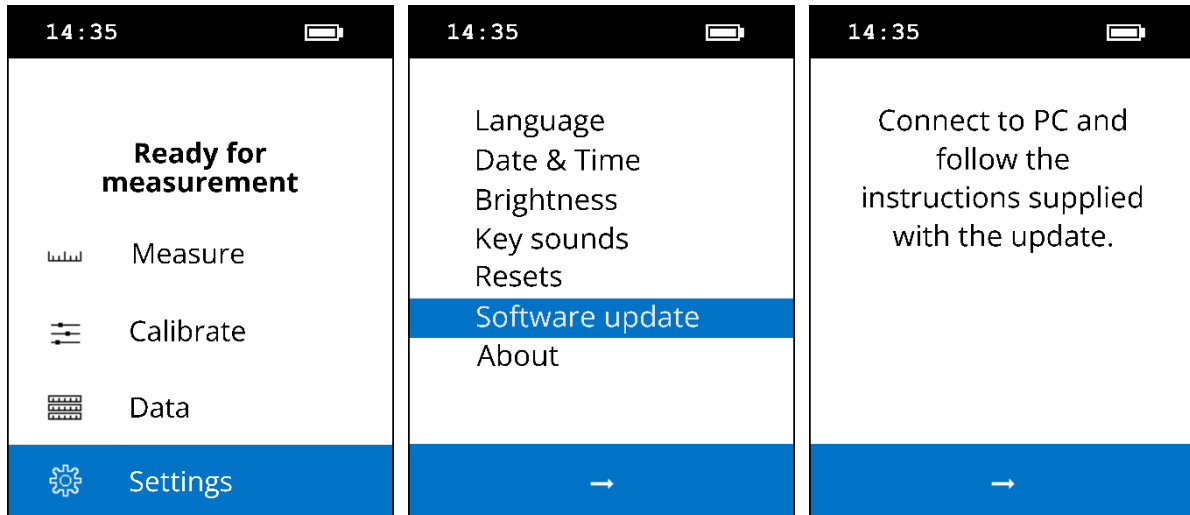 14:35
Ready for
measurement
Measure
Calibrate
Data
Settings
14:35
Language
Date & Time
Brightness
Key sounds
Resets
Software update
About
→
14:35
Connect to PC and
follow the
instructions supplied
with the update.
→